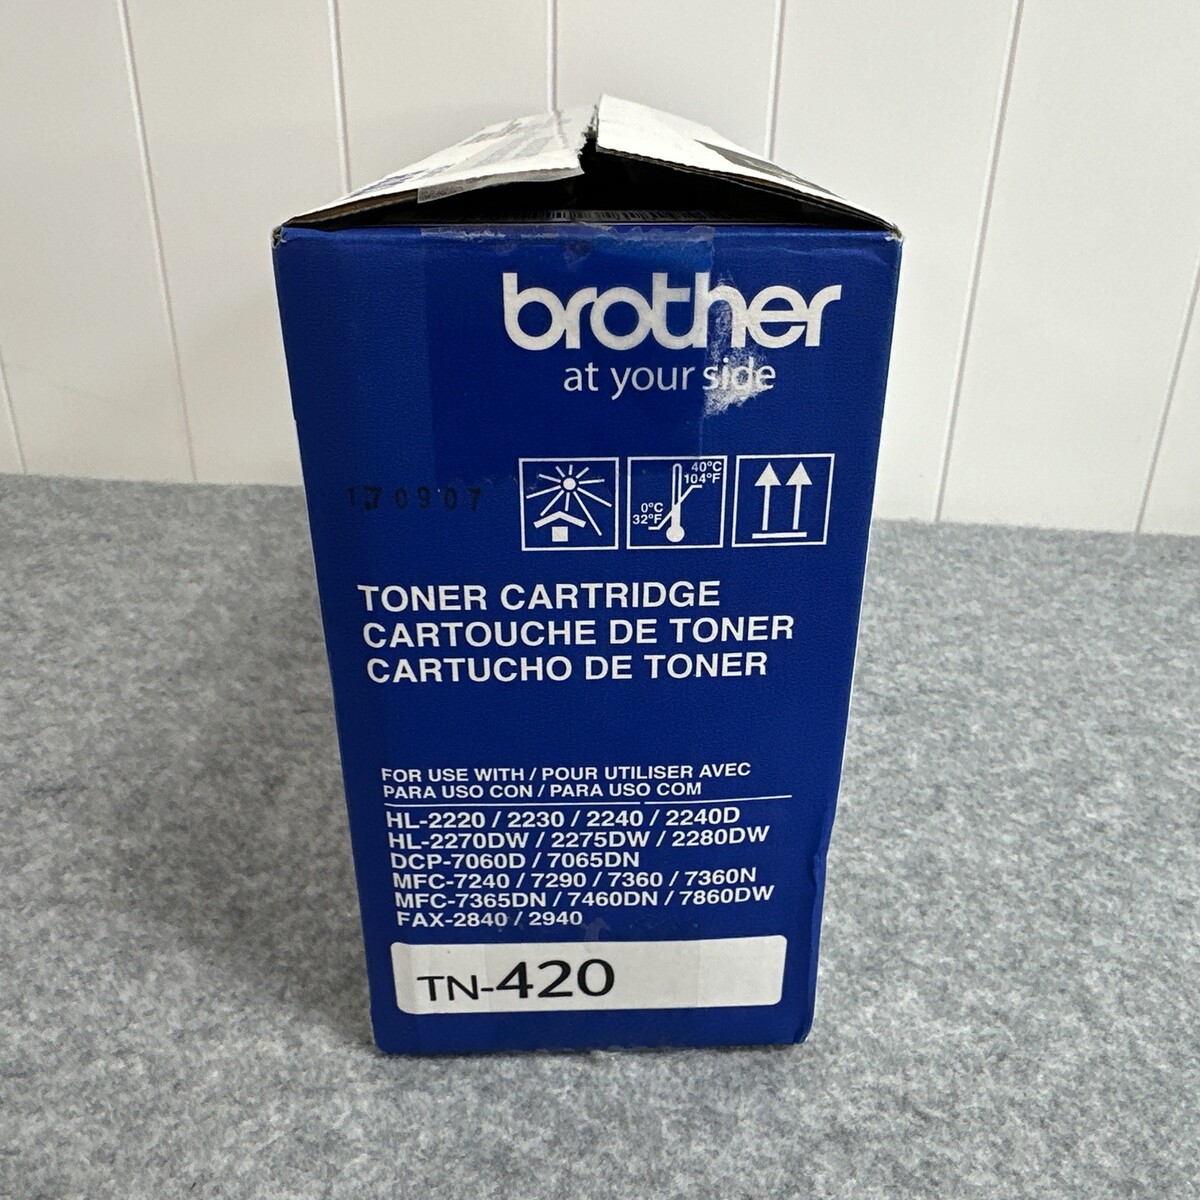 brother
at your side
170907
40°C
104°F
0°C
32°F
TONER CARTRIDGE
CARTOUCHE DE TONER
CARTUCHO DE TONER
FOR USE WITH / POUR UTILISER AVEC
PARA USO CON / PARA USO COM
HL-2220 / 2230 / 2240 / 2240D
HL-2270DW / 2275DW / 2280DW
DCP-7060D / 7065DN
MFC-7240 / 7290 / 7360 / 7360N
MFC-7365DN / 7460DN / 7860DW
FAX-2840 / 2940
TN-420